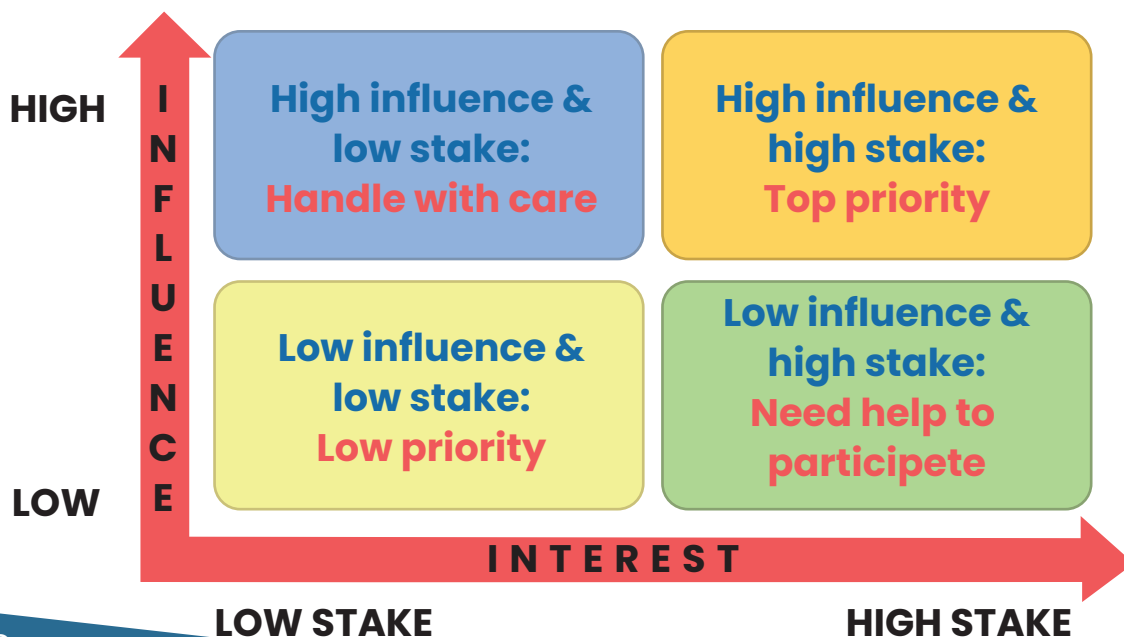 HIGH
INFLUENCE
High influence &
low stake:
Handle with care
High influence &
high stake:
Top priority
Low influence &
low stake:
Low priority
Low influence &
high stake:
Need help to
participete
LOW
INTEREST
LOW STAKE
HIGH STAKE